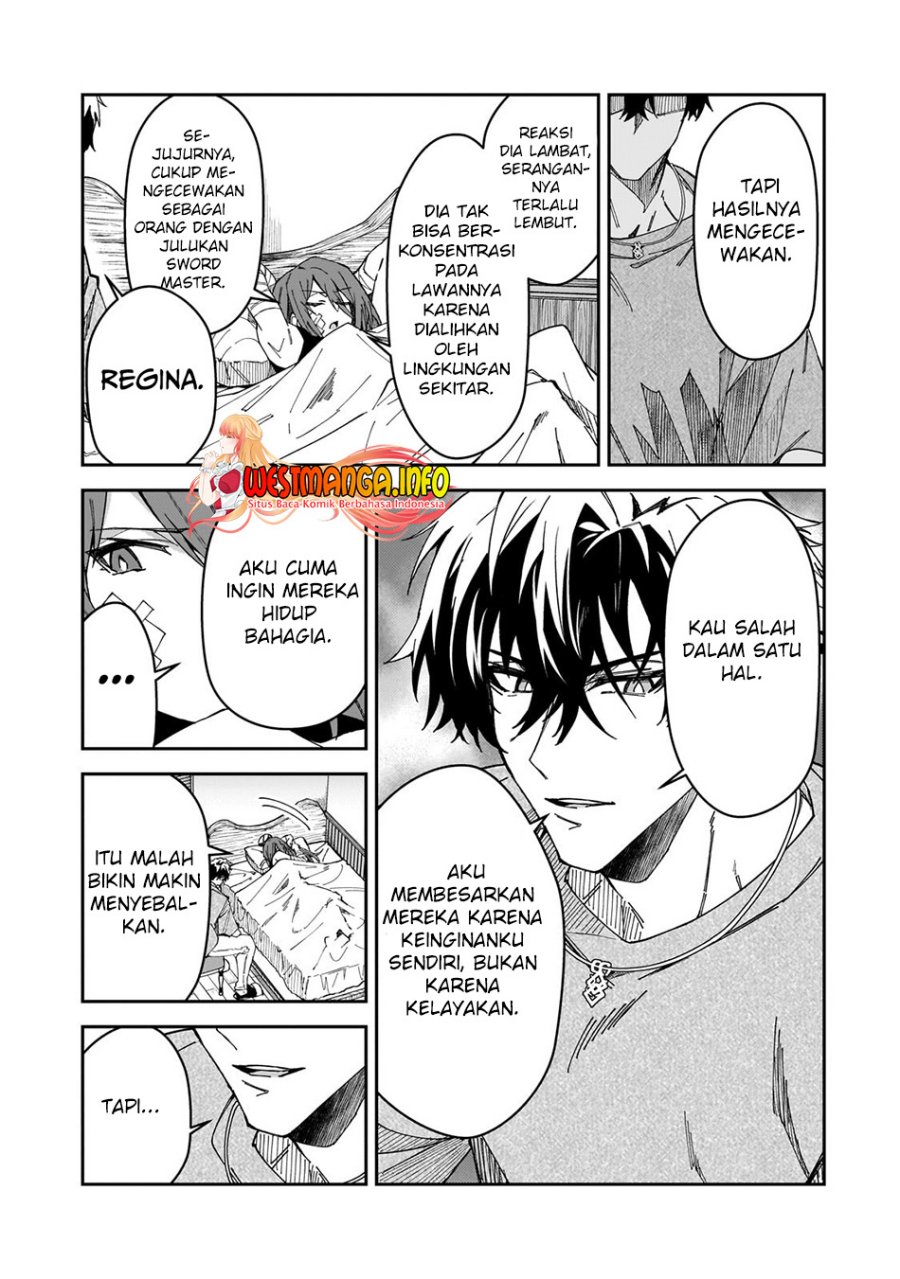 TAPI
HASILNYA
MENGECE-
WAKAN.
REAKSI
DIA LAMBAT,
SERANGAN-
NYA
TERLALU
LEMBUT.
DIA TAK
BISA BER-
KONSENTRASI
PADA
LAWANNYA
KARENA
DIALIHKAN
OLEH
LINGKUNGAN
SEKITAR.
SE-
JUJURNYA,
CUKUP ME-
NGECEWAKAN
SEBAGAI
ORANG DENGAN
JULUKAN
SWORD
MASTER.
REGINA.
WESTMANGA.INFO
Situs Baca Komik Berbahasa Indonesia
KAU SALAH
DALAM SATU
HAL.
AKU
MEMBESARKAN
MEREKA KARENA
KEINGINANKU
SENDIRI, BUKAN
KARENA
KELAYAKAN.
AKU CUMA
INGIN MEREKA
HIDUP
BAHAGIA.
...
ITU MALAH
BIKIN MAKIN
MENYEBAL-
KAN.
TAPI...